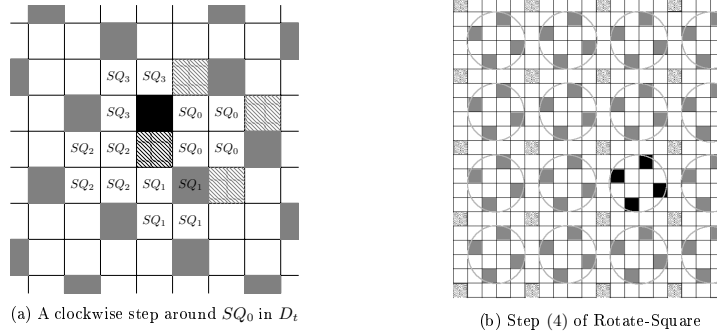 SQ3 SQ3
SQ3 SQ0 SQ0
SQ2 SQ2 SQ0 SQ0
SQ2 SQ2 SQ1 SQ1
SQ1 SQ1
(a) A clockwise step around SQ0 in Dt
(b) Step (4) of Rotate-Square